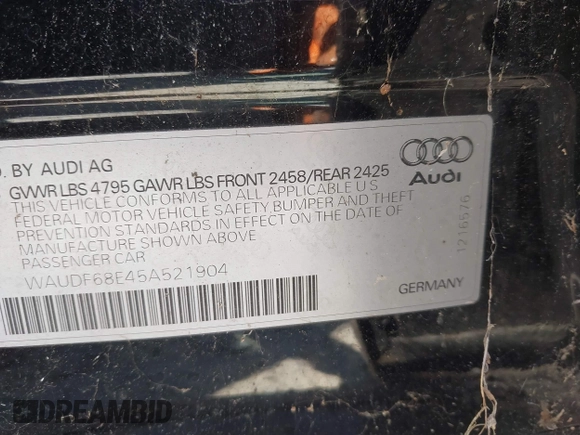 . BY AUDI AG
GVWR LBS 4795 GAWR LBS FRONT 2458/REAR 2425
THIS VEHICLE CONFORMS TO ALL APPLICABLE U S
FEDERAL MOTOR VEHICLE SAFETY BUMPER AND THEFT
PREVENTION STANDARDS IN EFFECT ON THE DATE OF
MANUFACTURE SHOWN ABOVE
PASSENGER CAR
WAUDF68E45A521904
Audi
1216576
GERMANY
DREAMBID